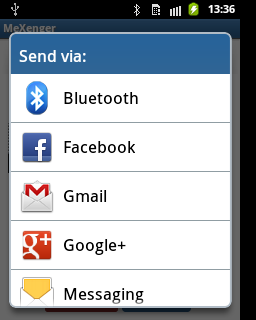 13:36
MeXenger
Send via:
Bluetooth
Facebook
Gmail
Google+
Messaging